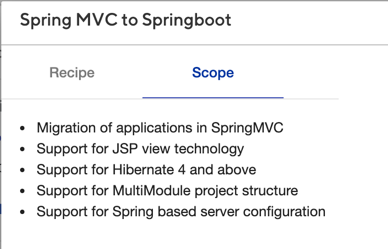 Spring MVC to Springboot
Recipe
Scope
• Migration of applications in SpringMVC
• Support for JSP view technology
• Support for Hibernate 4 and above
• Support for MultiModule project structure
• Support for Spring based server configuration